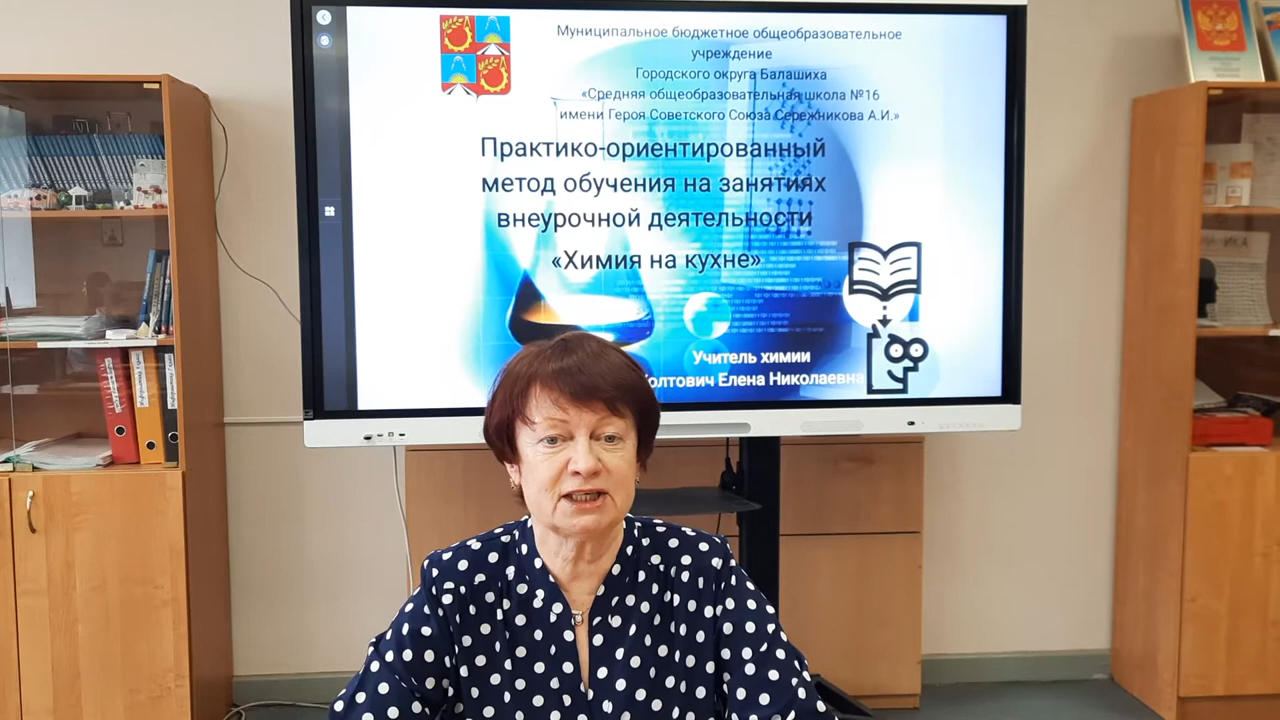 Муниципальное бюджетное общеобразовательное
учреждение
Городского округа Балашиха
«Средняя общеобразовательная школа №16
имени Героя Советского Союза Сережникова А.И.»
Практико-ориентированный
метод обучения на занятиях
внеурочной деятельности
«Химия на кухне»
Учитель химии
Елена Николаевна